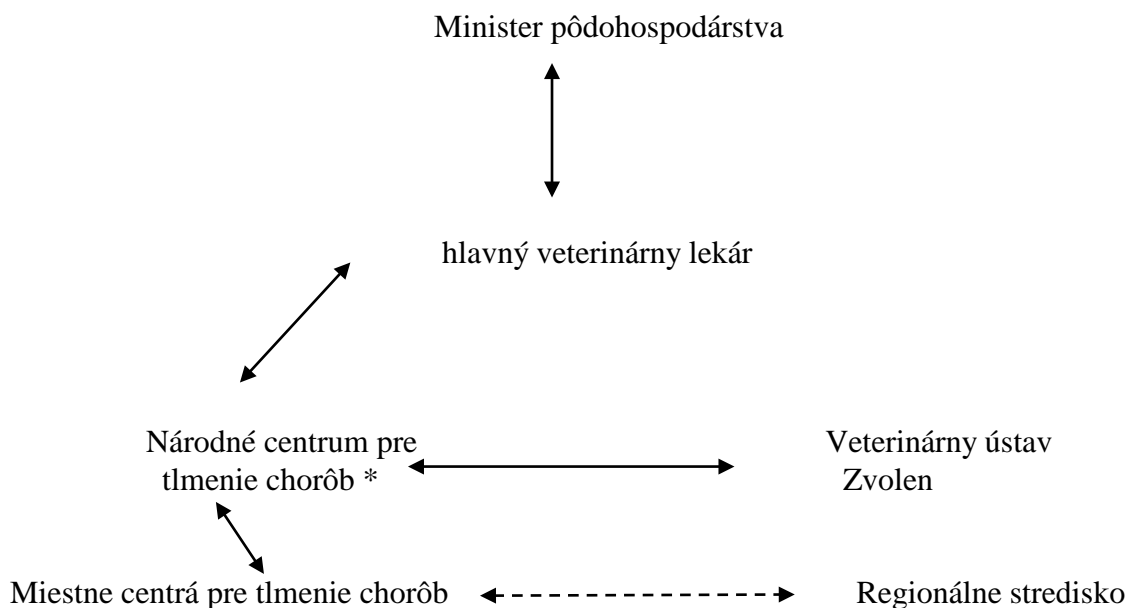 Minister pôdohospodárstva
hlavný veterinárny lekár
Národné centrum pre
tlmenie chorôb *
Veterinárny ústav
Zvolen
Miestne centrá pre tlmenie chorôb
Regionálne stredisko